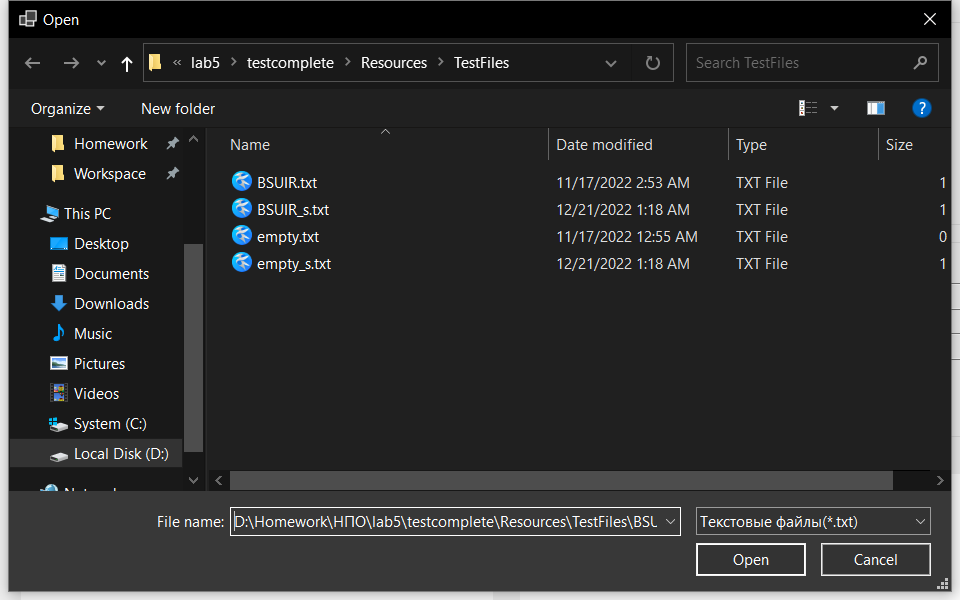 Open
« lab5 > testcomplete > Resources > TestFiles
Search TestFiles
Organize New folder
?
Homework
Workspace
This PC
Desktop
Documents
Downloads
Music
Pictures
Videos
System (C:)
Local Disk (D:)
Name Date modified Type Size
BSUIR.txt 11/17/2022 2:53 AM TXT File 1
BSUIR_s.txt 12/21/2022 1:18 AM TXT File 1
empty.txt 11/17/2022 12:55 AM TXT File 0
empty_s.txt 12/21/2022 1:18 AM TXT File 1
File name: D:\Homework\НПО\lab5\testcomplete\Resources\TestFiles\BSU
Текстовые файлы(*.txt)
Open Cancel